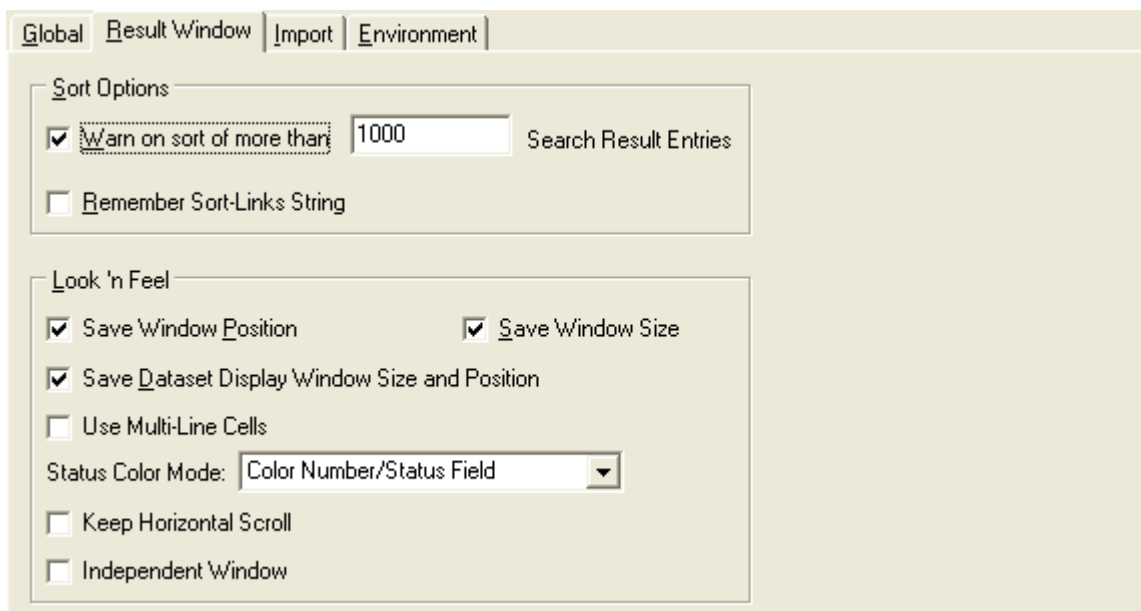 Global Result Window Import Environment
Sort Options
Warn on sort of more than 1000 Search Result Entries
Remember Sort-Links String
Look 'n Feel
Save Window Position Save Window Size
Save Dataset Display Window Size and Position
Use Multi-Line Cells
Status Color Mode: Color Number/Status Field
Keep Horizontal Scroll
Independent Window